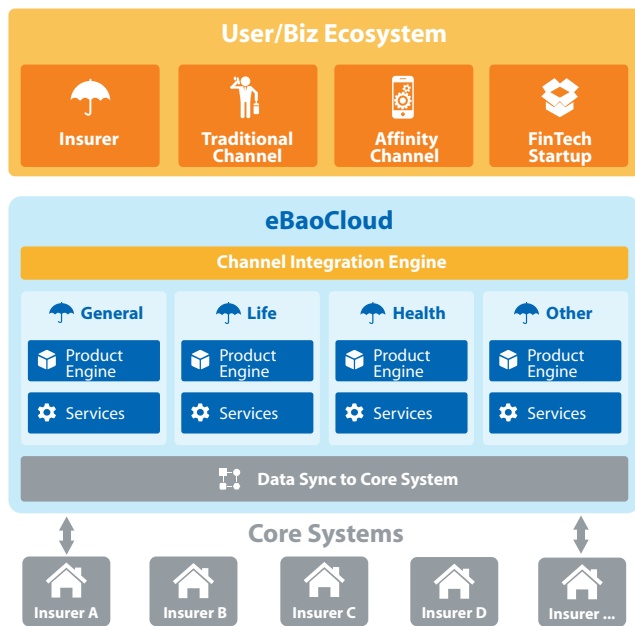 User/Biz Ecosystem
Insurer
Traditional
Channel
Affinity
Channel
FinTech
Startup
eBaoCloud
Channel Integration Engine
General
Product
Engine
Services
Life
Product
Engine
Services
Health
Product
Engine
Services
Other
Product
Engine
Services
Data Sync to Core System
Core Systems
Insurer A
Insurer B
Insurer C
Insurer D
Insurer ...